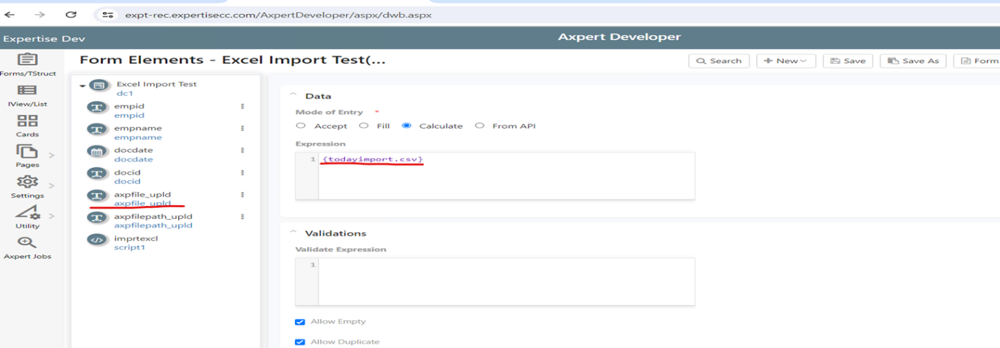 expt-rec.expertisecc.com/AxpertDeveloper/aspx/dwb.aspx
Expertise Dev
Axpert Developer
Forms/TStruct
IView/List
Cards
Pages
Settings
Utility
Axpert Jobs
Form Elements - Excel Import Test(...
Search
New
Save
Save As
Form
Excel Import Test
dc1
empid
empid
empname
empname
docdate
docdate
docid
docid
axpfile_upld
axpfile_upld
axpfilepath_upld
axpfilepath_upld
imprtexcl
script1
Data
Mode of Entry *
Accept Fill Calculate From API
Expression
1 {todayimport.csv}
Validations
Validate Expression
1
Allow Empty
Allow Duplicate